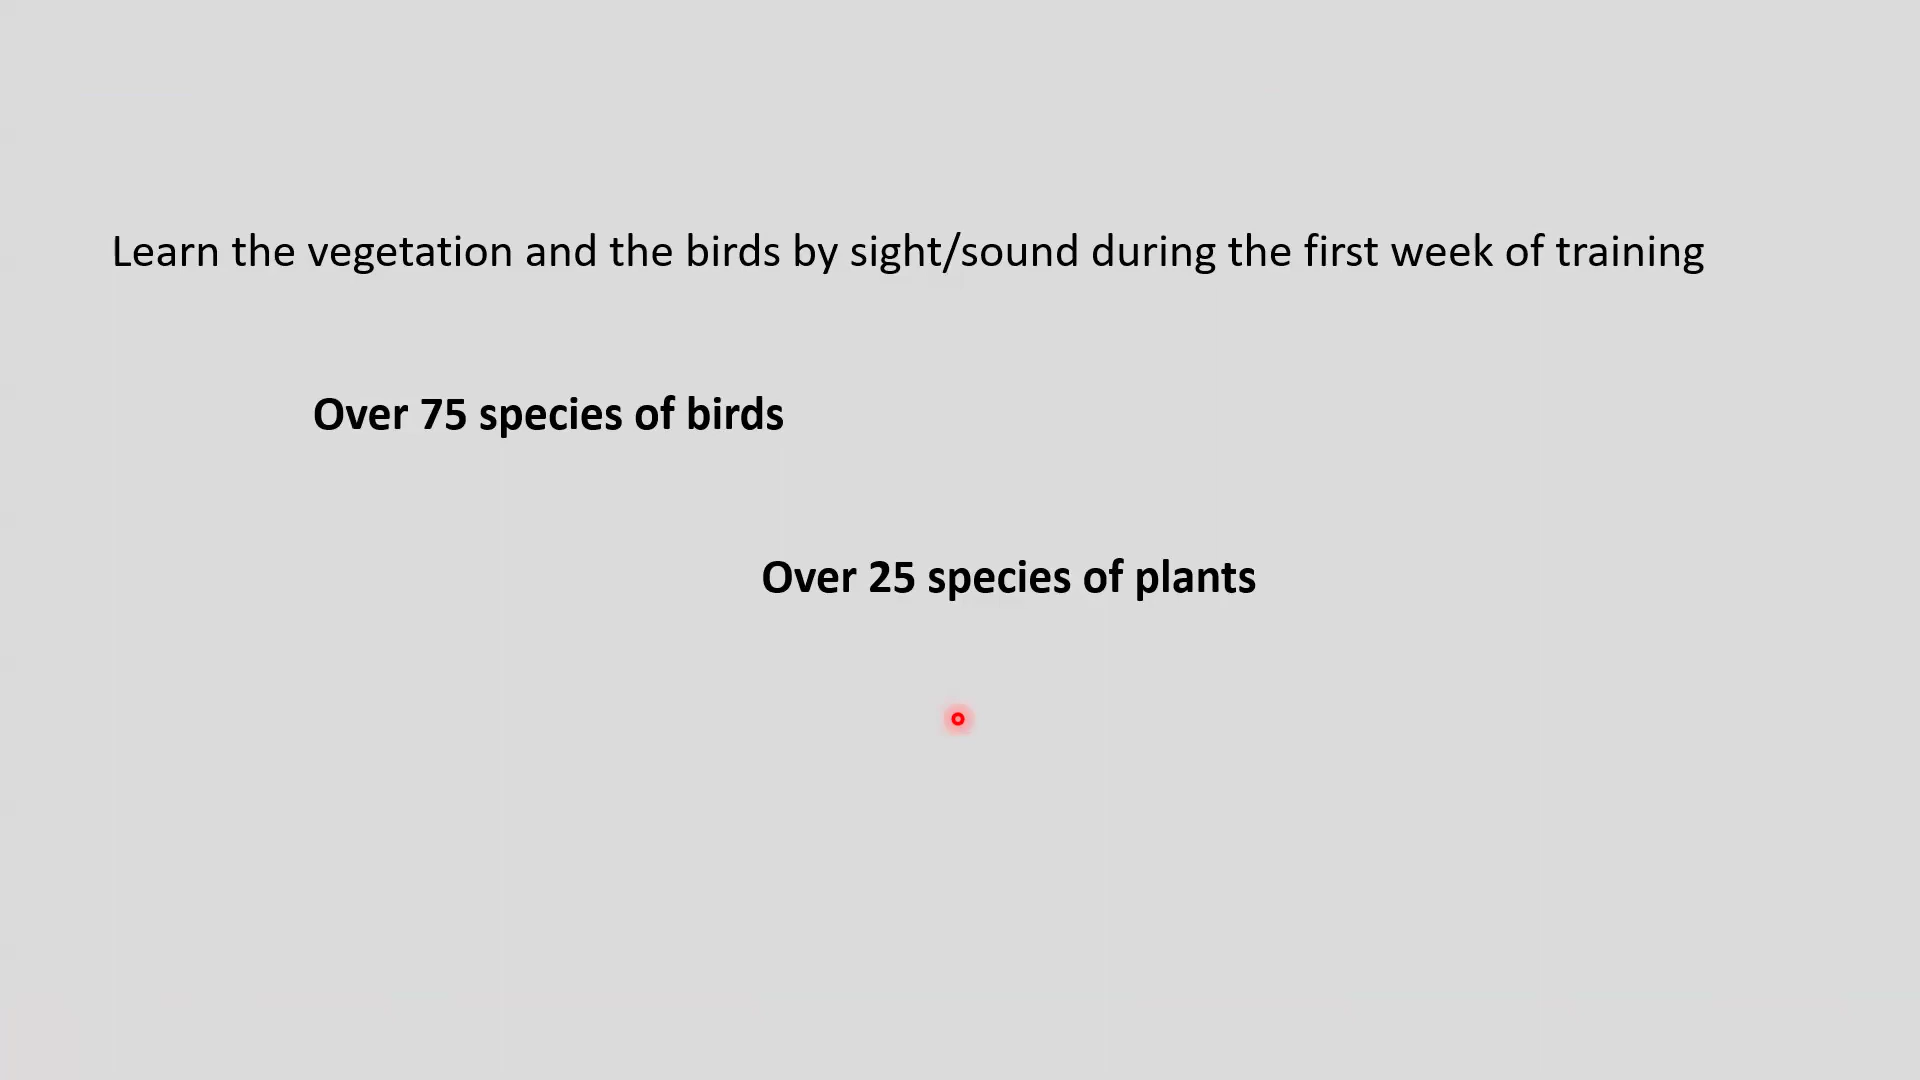 Learn the vegetation and the birds by sight/sound during the first week of training
Over 75 species of birds
Over 25 species of plants